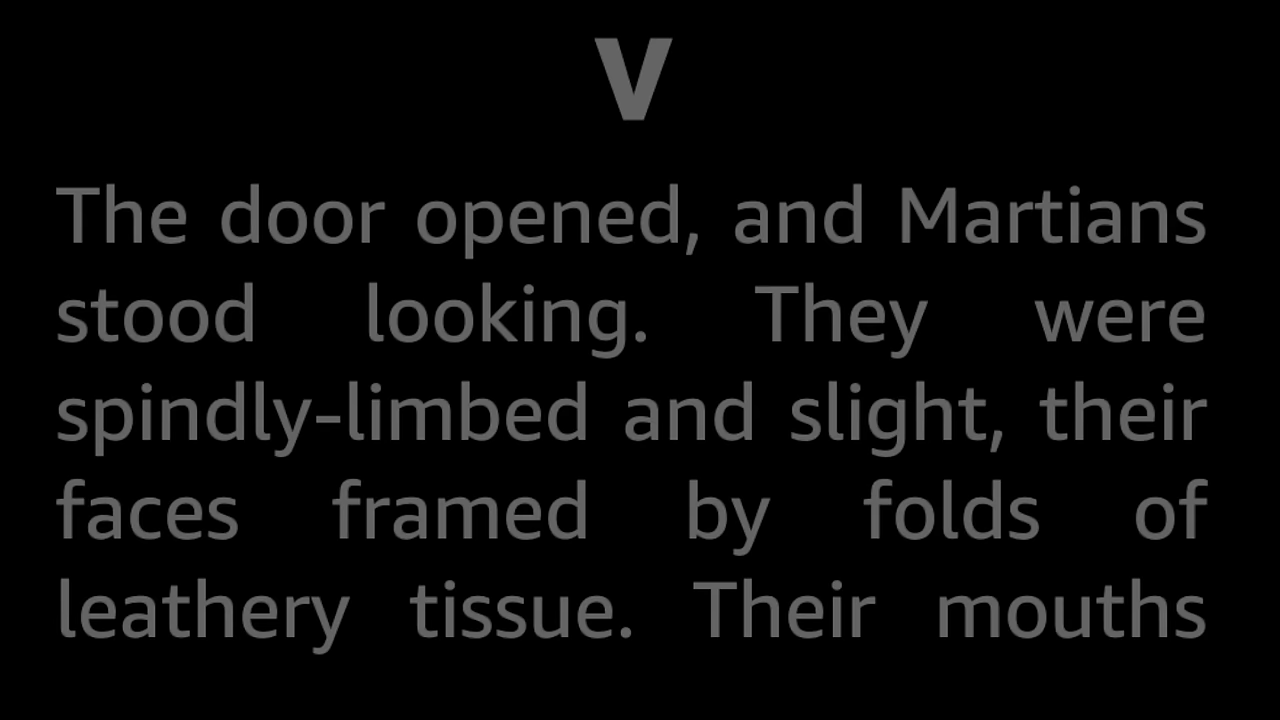 V
The door opened, and Martians
stood looking. They were
spindly-limbed and slight, their
faces framed by folds of
leathery tissue. Their mouths